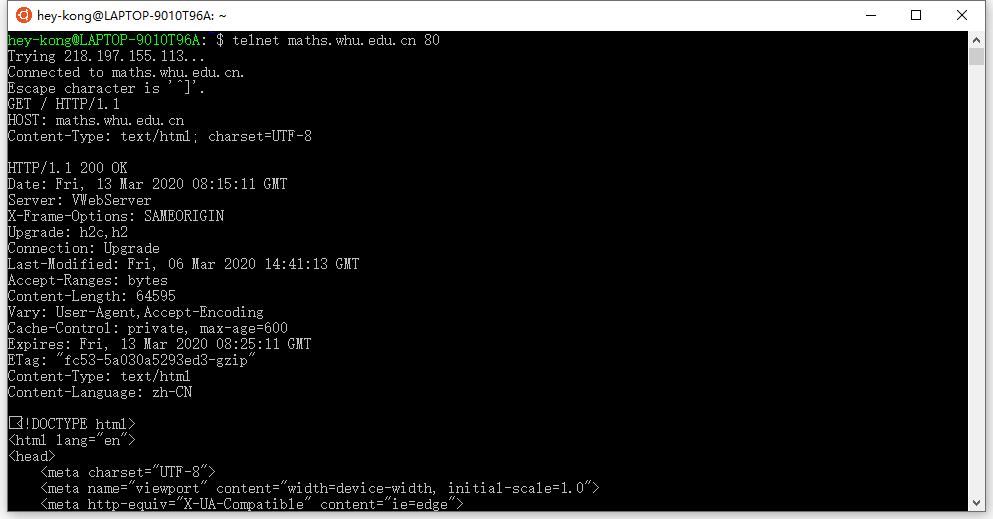 hey-kong@LAPTOP-9010T96A: ~
hey-kong@LAPTOP-9010T96A: $ telnet maths.whu.edu.cn 80
Trying 218.197.155.113...
Connected to maths.whu.edu.cn.
Escape character is '^]'.
GET / HTTP/1.1
HOST: maths.whu.edu.cn
Content-Type: text/html; charset=UTF-8
HTTP/1.1 200 OK
Date: Fri, 13 Mar 2020 08:15:11 GMT
Server: VWebServer
X-Frame-Options: SAMEORIGIN
Upgrade: h2c,h2
Connection: Upgrade
Last-Modified: Fri, 06 Mar 2020 14:41:13 GMT
Accept-Ranges: bytes
Content-Length: 64595
Vary: User-Agent,Accept-Encoding
Cache-Control: private, max-age=600
Expires: Fri, 13 Mar 2020 08:25:11 GMT
ETag: "fc53-5a030a5293ed3-gzip"
Content-Type: text/html
Content-Language: zh-CN
<!DOCTYPE html>
<html lang="en">
<head>
<meta charset="UTF-8">
<meta name="viewport" content="width=device-width, initial-scale=1.0">
<meta http-equiv="X-UA-Compatible" content="ie=edge">